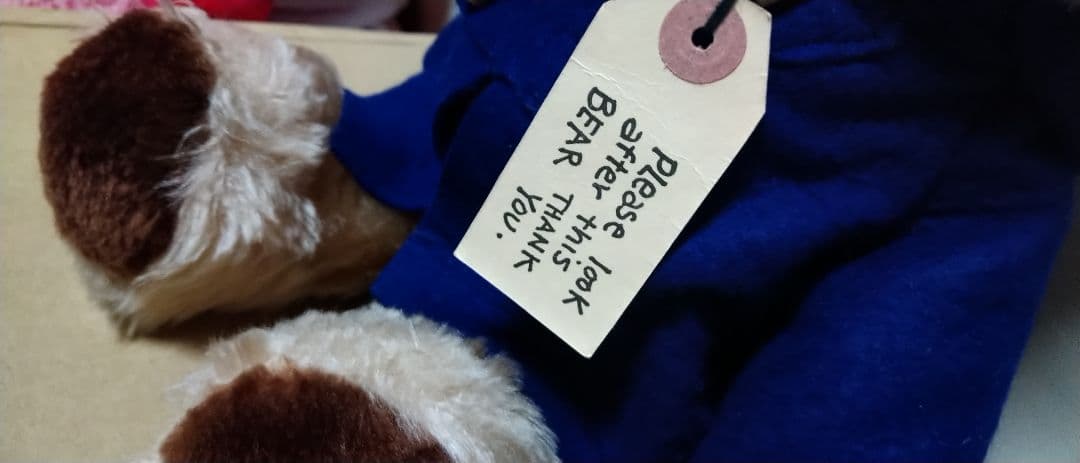 Please look
after this
BEAR THANK
YOU.